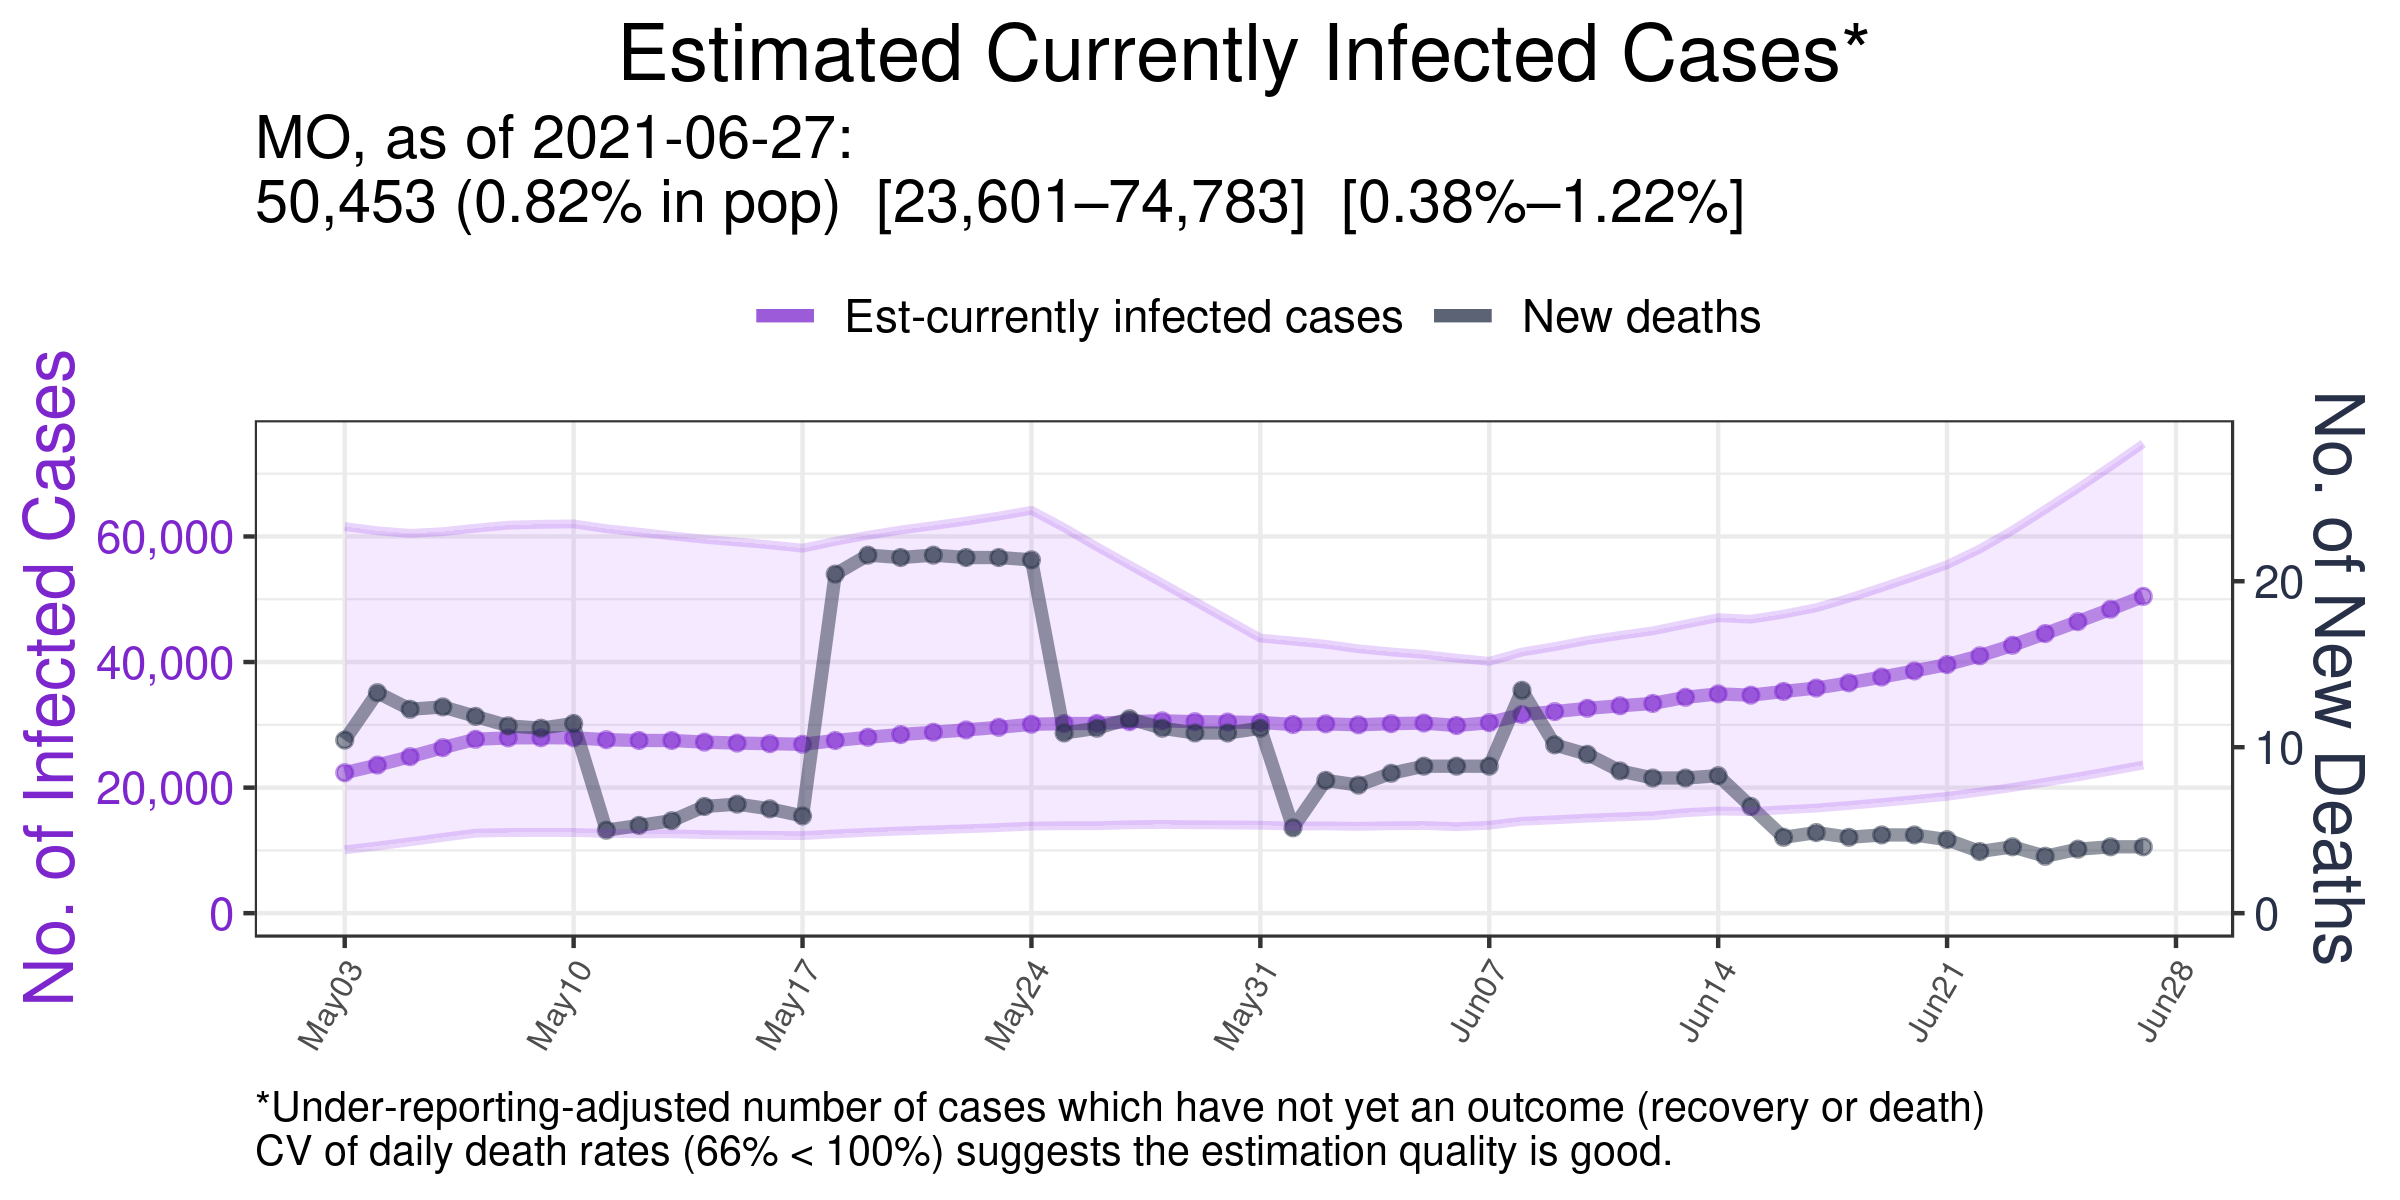 Estimated Currently Infected Cases*
MO, as of 2021-06-27:
50,453 (0.82% in pop)  [23,601–74,783]  [0.38%–1.22%]
Est-currently infected cases
New deaths
No. of Infected Cases
60,000
40,000
20,000
0
No. of New Deaths
20
10
0
May03
May10
May17
May24
May31
Jun07
Jun14
Jun21
Jun28
*Under-reporting-adjusted number of cases which have not yet an outcome (recovery or death)
CV of daily death rates (66% < 100%) suggests the estimation quality is good.